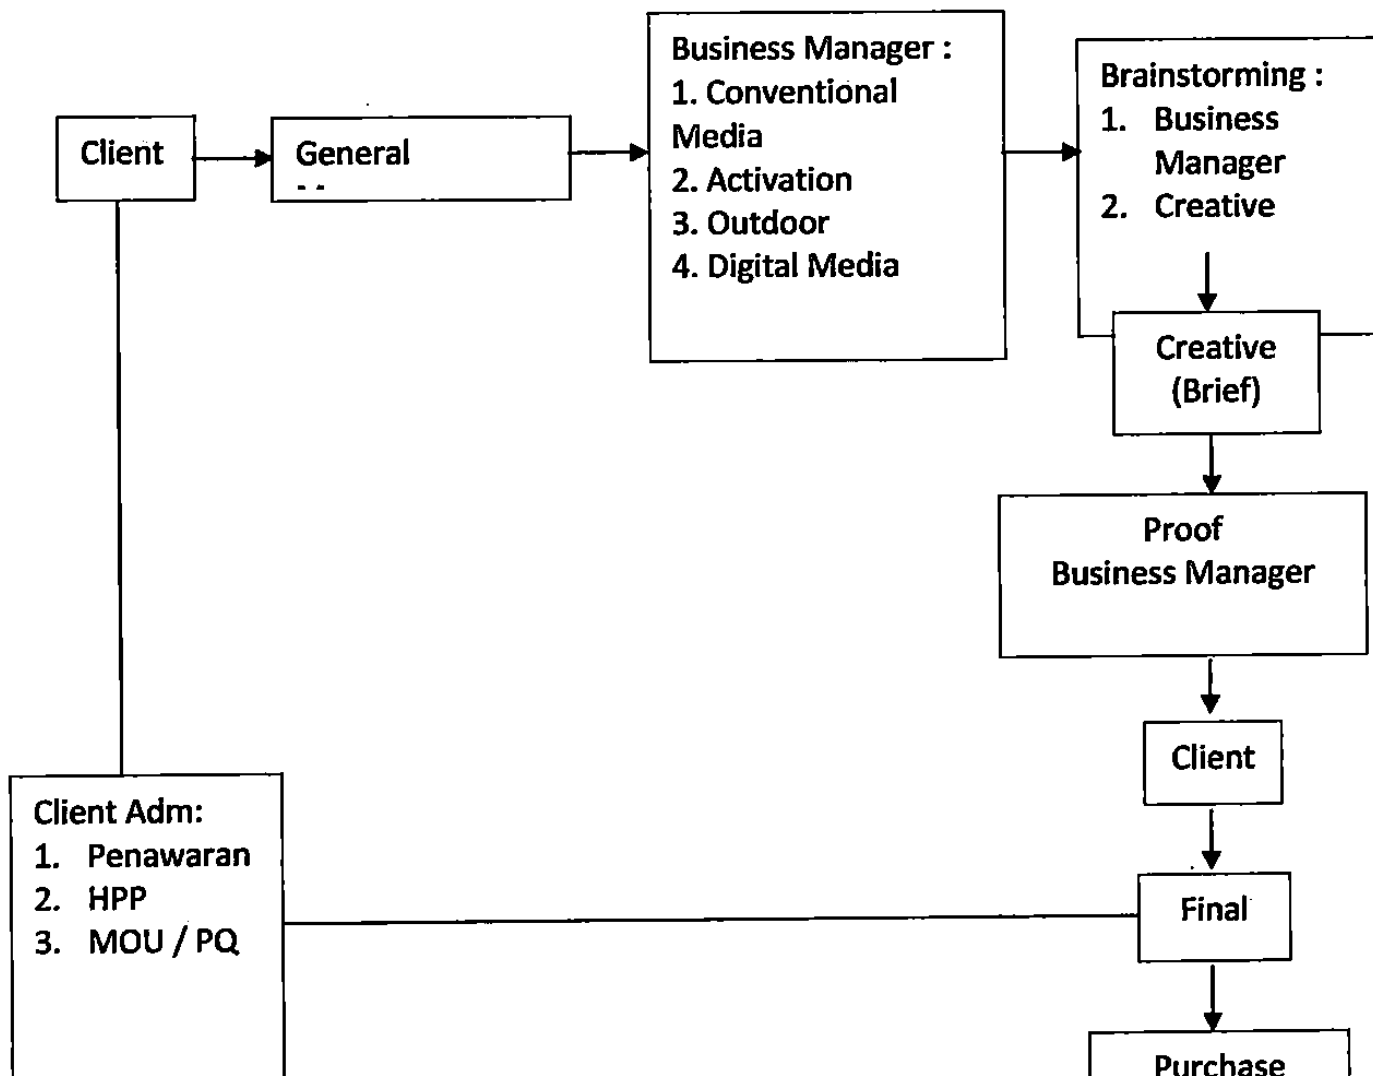 Client
General
Business Manager :
1. Conventional
Media
2. Activation
3. Outdoor
4. Digital Media
Brainstorming :
1. Business
Manager
2. Creative
Creative
(Brief)
Proof
Business Manager
Client
Final
Purchase
Client Adm:
1. Penawaran
2. HPP
3. MOU / PQ